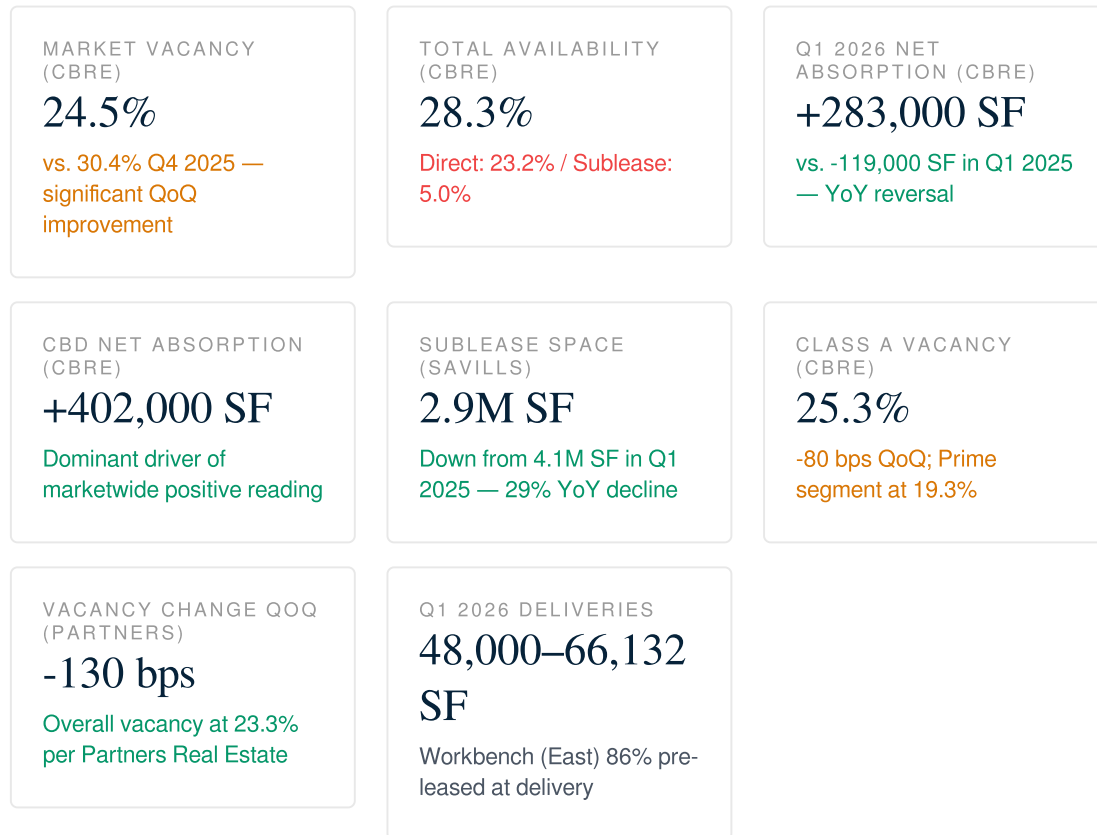 MARKET VACANCY
(CBRE)
24.5%
vs. 30.4% Q4 2025 —
significant QoQ
improvement
TOTAL AVAILABILITY
(CBRE)
28.3%
Direct: 23.2% / Sublease:
5.0%
Q1 2026 NET
ABSORPTION (CBRE)
+283,000 SF
vs. -119,000 SF in Q1 2025
— YoY reversal
CBD NET ABSORPTION
(CBRE)
+402,000 SF
Dominant driver of
marketwide positive reading
SUBLEASE SPACE
(SAVILLS)
2.9M SF
Down from 4.1M SF in Q1
2025 — 29% YoY decline
CLASS A VACANCY
(CBRE)
25.3%
-80 bps QoQ; Prime
segment at 19.3%
VACANCY CHANGE QOQ
(PARTNERS)
-130 bps
Overall vacancy at 23.3%
per Partners Real Estate
Q1 2026 DELIVERIES
48,000–66,132
SF
Workbench (East) 86% pre-
leased at delivery